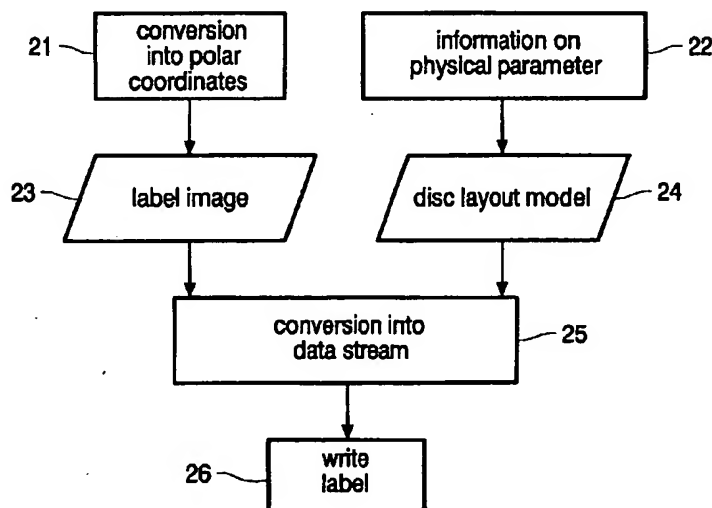 21
conversion
into polar
coordinates
information on
physical parameter
22
23
label image
disc layout model
24
conversion into
data stream
25
26
write
label